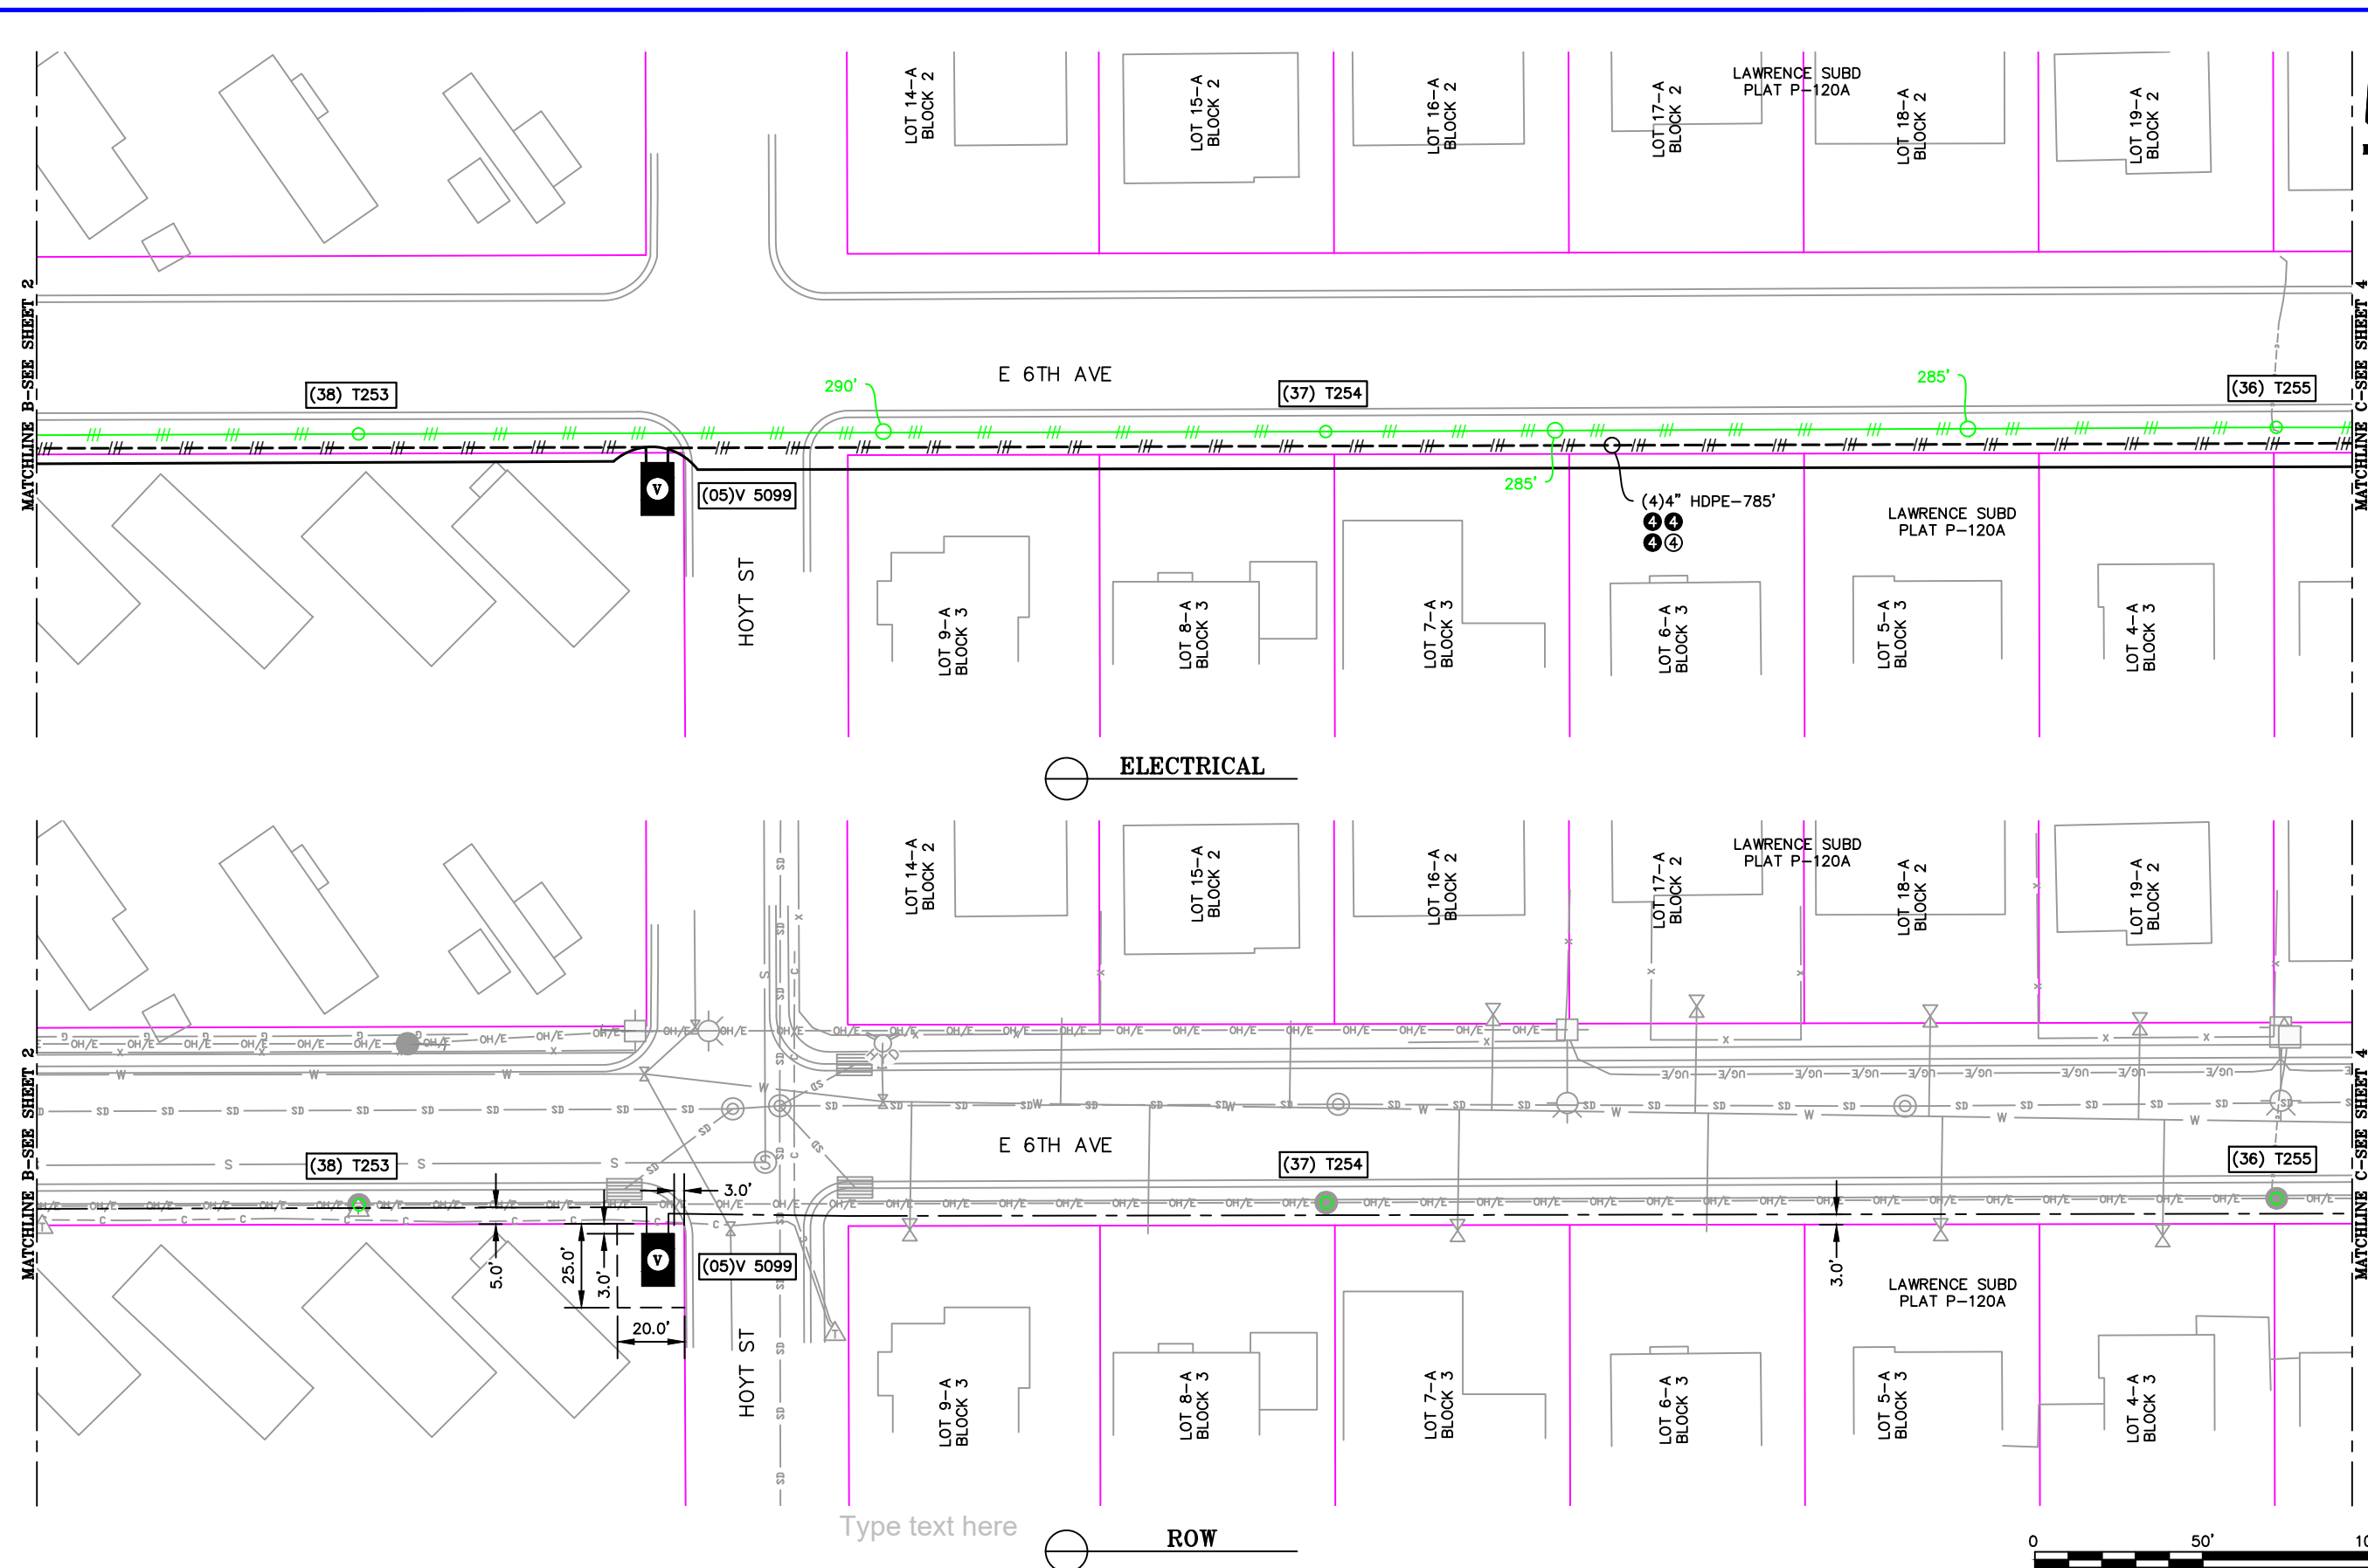 LOT 14-A
BLOCK 2
LOT 15-A
BLOCK 2
LOT 16-A
BLOCK 2
LOT 17-A
BLOCK 2
LAWRENCE SUBD
PLAT P-120A
LOT 18-A
BLOCK 2
LOT 19-A
BLOCK 2
MATCHLINE B-SEE SHEET 2
MATCHLINE C-SEE SHEET 4
(38) T253
290'
E 6TH AVE
(37) T254
285'
(36) T255
V
(05)V 5099
285'
(4)4" HDPE-785'
4 4
4 4
LAWRENCE SUBD
PLAT P-120A
HOYT ST
LOT 9-A
BLOCK 3
LOT 8-A
BLOCK 3
LOT 7-A
BLOCK 3
LOT 6-A
BLOCK 3
LOT 5-A
BLOCK 3
LOT 4-A
BLOCK 3
ELECTRICAL
LOT 14-A
BLOCK 2
LOT 15-A
BLOCK 2
LOT 16-A
BLOCK 2
LOT 17-A
BLOCK 2
LAWRENCE SUBD
PLAT P-120A
LOT 18-A
BLOCK 2
LOT 19-A
BLOCK 2
MATCHLINE B-SEE SHEET 2
MATCHLINE C-SEE SHEET 4
E 6TH AVE
(38) T253
(37) T254
(36) T255
3.0'
5.0'
25.0'
3.0'
20.0'
V
(05)V 5099
3.0'
LAWRENCE SUBD
PLAT P-120A
HOYT ST
T
LOT 9-A
BLOCK 3
LOT 8-A
BLOCK 3
LOT 7-A
BLOCK 3
LOT 6-A
BLOCK 3
LOT 5-A
BLOCK 3
LOT 4-A
BLOCK 3
Type text here
ROW
0 50'